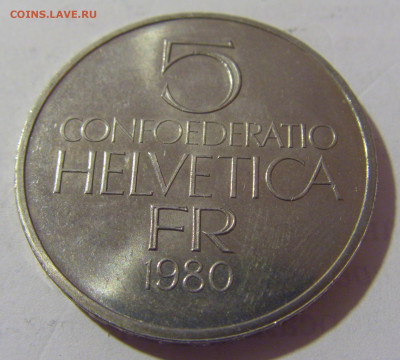 COINS.LAVE.RU
5
CONFOEDERATIO
HELVETICA
FR
1980